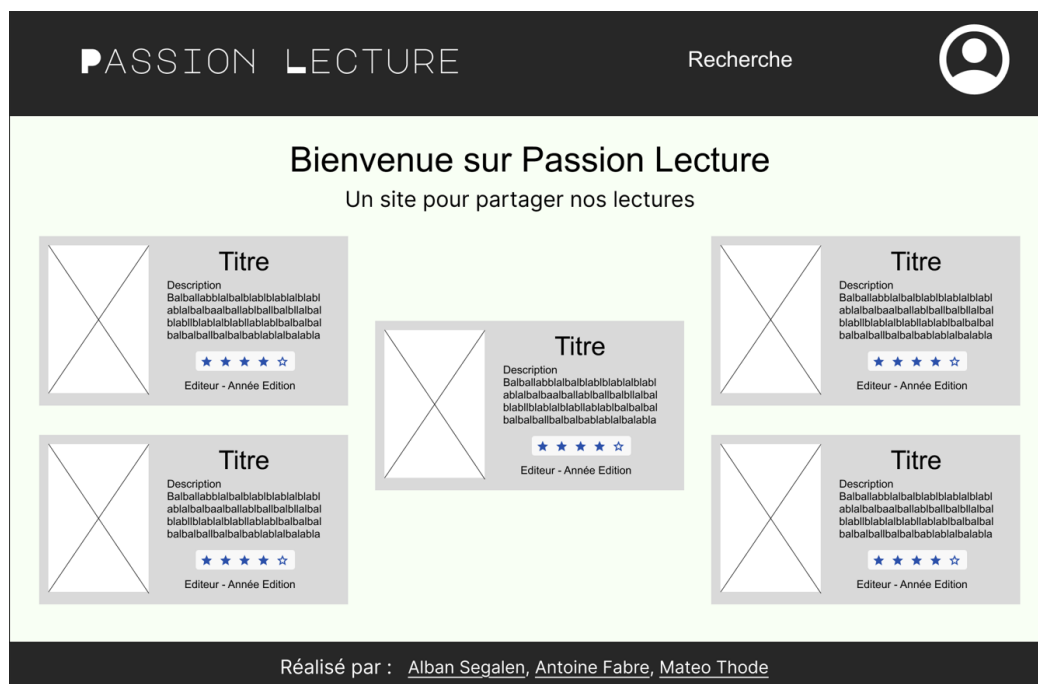 PASSION LECTURE
Recherche
Bienvenue sur Passion Lecture
Un site pour partager nos lectures
Titre
Description
Balballabblalbalblablblablalblabl
ablalbalbaalballablballbalbllalbal
blabllblablalblabllablablbalbalbal
balbalballbalbalbablablalbalabla
Editeur - Année Edition
Titre
Description
Balballabblalbalblablblablalblabl
ablalbalbaalballablballbalbllalbal
blabllblablalblabllablablbalbalbal
balbalballbalbalbablablalbalabla
Editeur - Année Edition
Titre
Description
Balballabblalbalblablblablalblabl
ablalbalbaalballablballbalbllalbal
blabllblablalblabllablablbalbalbal
balbalballbalbalbablablalbalabla
Editeur - Année Edition
Titre
Description
Balballabblalbalblablblablalblabl
ablalbalbaalballablballbalbllalbal
blabllblablalblabllablablbalbalbal
balbalballbalbalbablablalbalabla
Editeur - Année Edition
Titre
Description
Balballabblalbalblablblablalblabl
ablalbalbaalballablballbalbllalbal
blabllblablalblabllablablbalbalbal
balbalballbalbalbablablalbalabla
Editeur - Année Edition
Réalisé par : Alban Segalen, Antoine Fabre, Mateo Thode